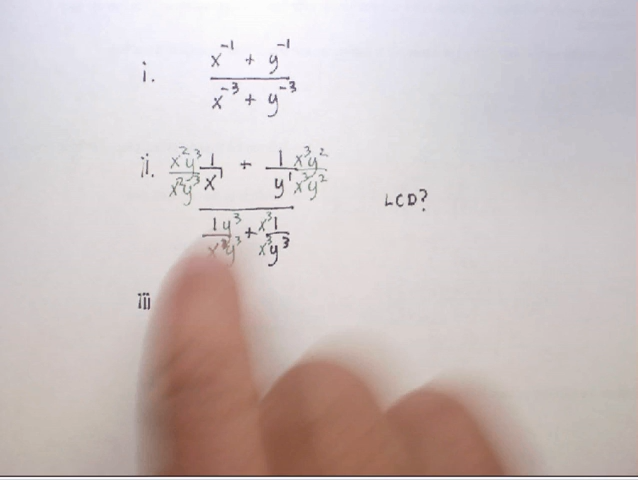 i. x⁻¹ + y⁻¹ / x⁻³ + y⁻³
ii. x²y³/x²y³ 1/x¹ + 1/y¹ x³y²/x³y²
LCD?
1y³/x³y³ + x³1/x³y³
iii